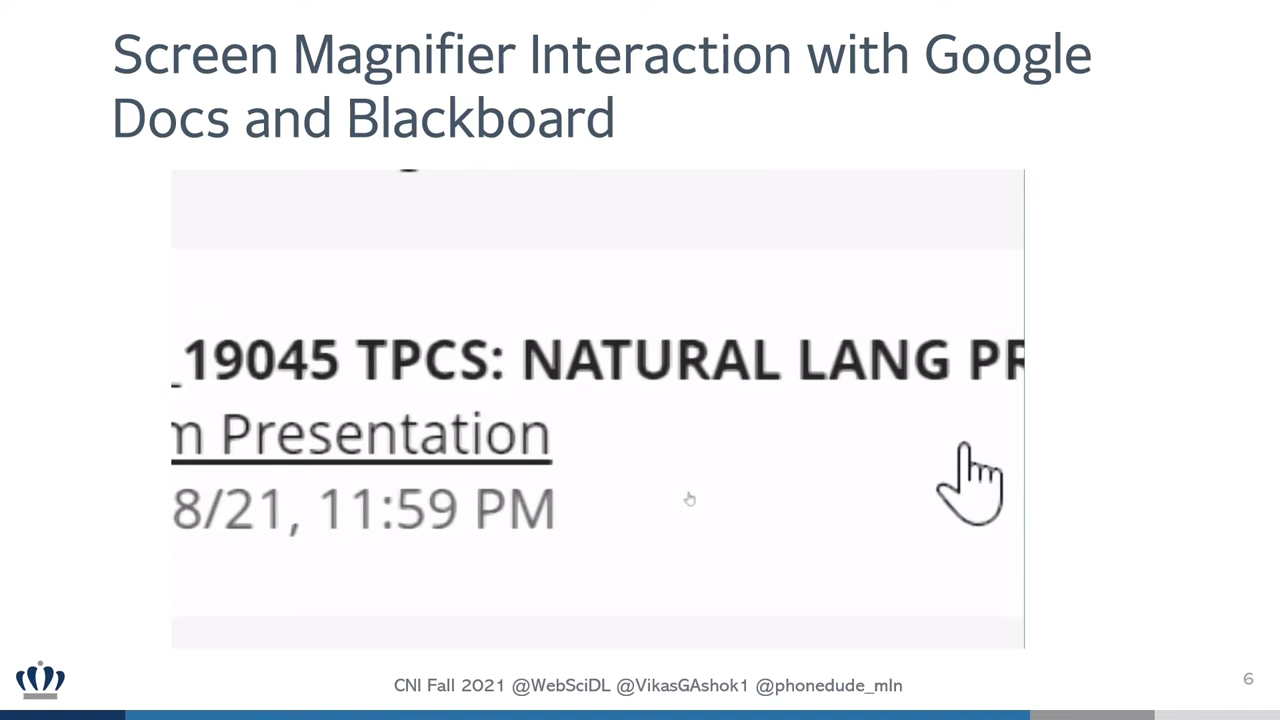 Screen Magnifier Interaction with Google
Docs and Blackboard
_19045 TPCS: NATURAL LANG PR
m Presentation
8/21, 11:59 PM
CNI Fall 2021 @WebSciDL @VikasGAshok1 @phonedude_mln
6